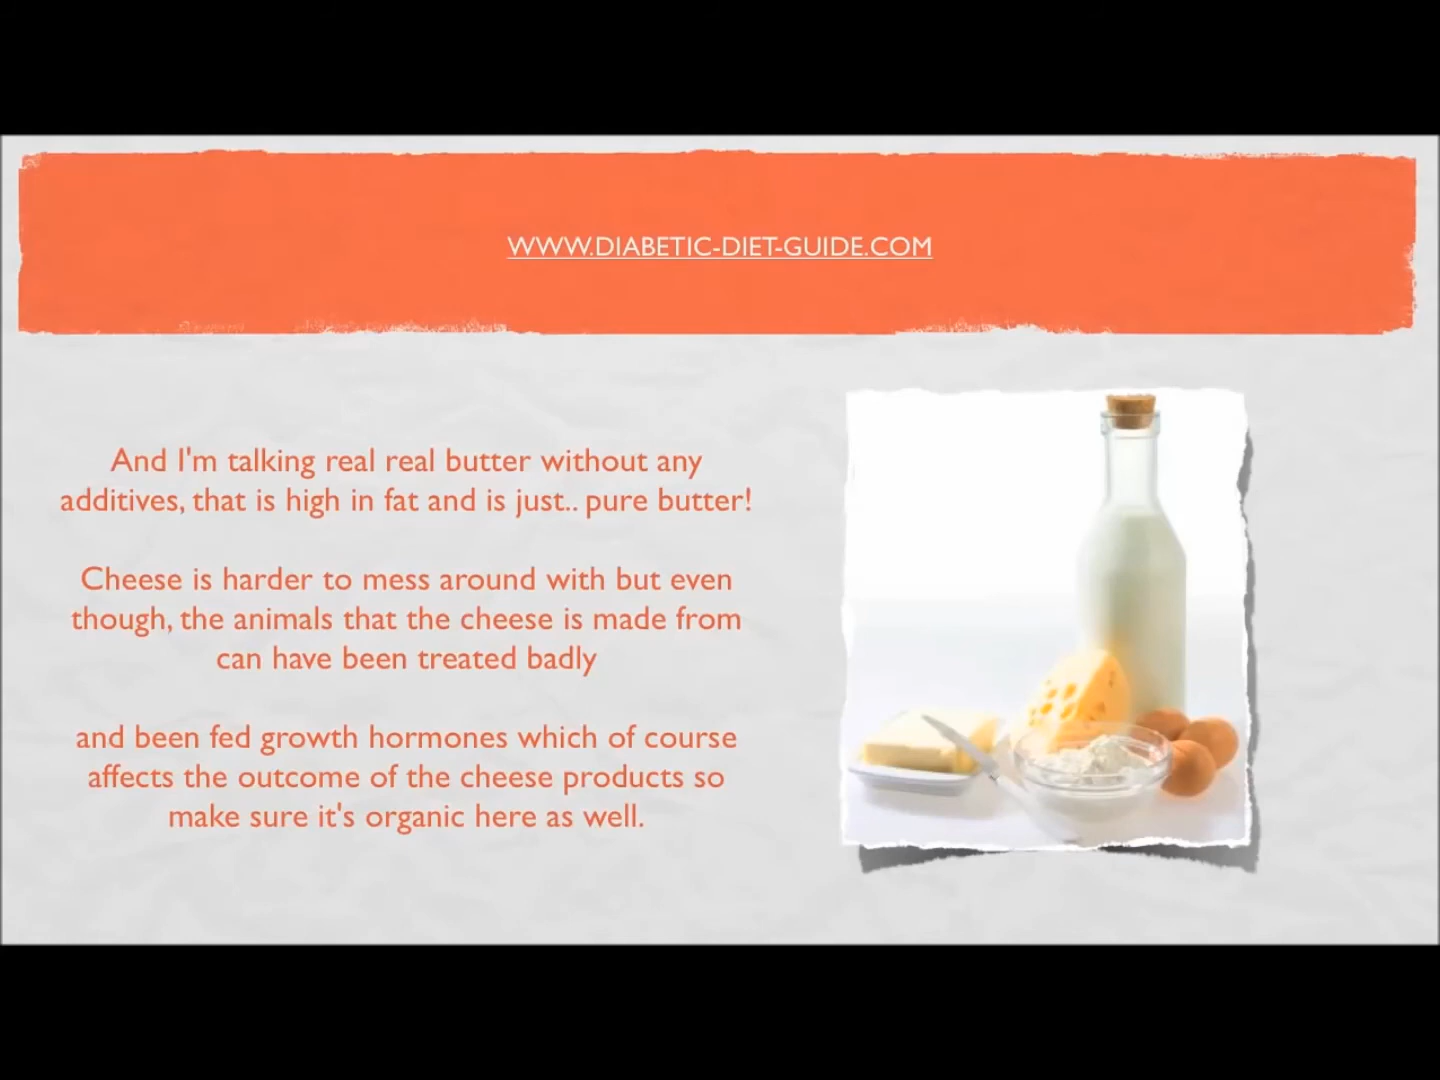 WWW.DIABETIC-DIET-GUIDE.COM
And I'm talking real real butter without any
additives, that is high in fat and is just.. pure butter!
Cheese is harder to mess around with but even
though, the animals that the cheese is made from
can have been treated badly
and been fed growth hormones which of course
affects the outcome of the cheese products so
make sure it's organic here as well.